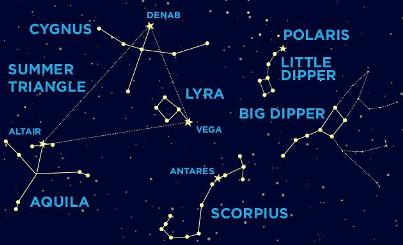 DENAB
CYGNUS
POLARIS
LITTLE
DIPPER
SUMMER
TRIANGLE
LYRA
BIG DIPPER
ALTAIR
VEGA
ANTARES
AQUILA
SCORPIUS